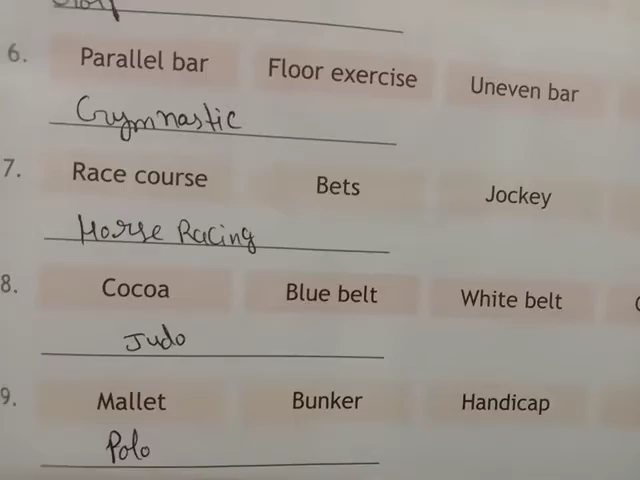 6. Parallel bar Floor exercise Uneven bar
Gymnastic
7. Race course Bets Jockey
Horse Racing
8. Cocoa Blue belt White belt
Judo
9. Mallet Bunker Handicap
Polo